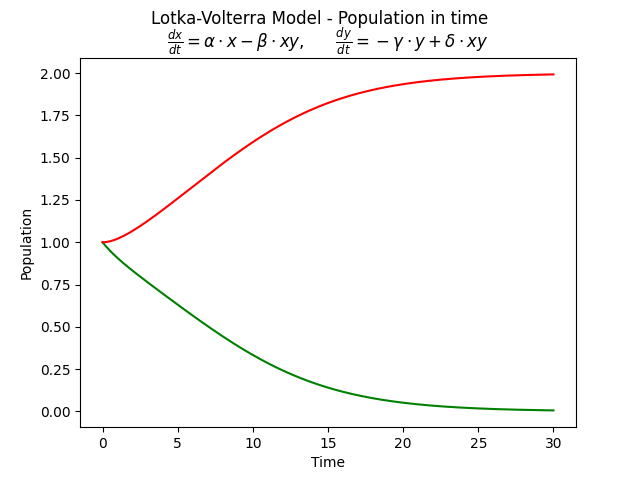 Lotka-Volterra Model - Population in time
dx/dt = α · x − β · xy,    dy/dt = −γ · y + δ · xy
2.00
1.75
1.50
1.25
1.00
0.75
0.50
0.25
0.00
Population
0 5 10 15 20 25 30
Time